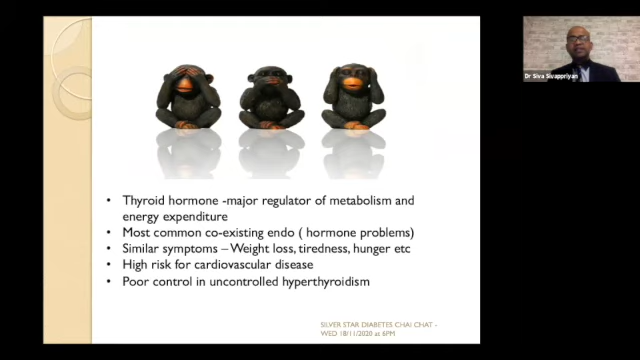 Dr Siva Sivappriyan
• Thyroid hormone -major regulator of metabolism and
energy expenditure
• Most common co-existing endo ( hormone problems)
• Similar symptoms – Weight loss, tiredness, hunger etc
• High risk for cardiovascular disease
• Poor control in uncontrolled hyperthyroidism
SILVER STAR DIABETES CHAI CHAT -
WED 18/11/2020 at 6PM